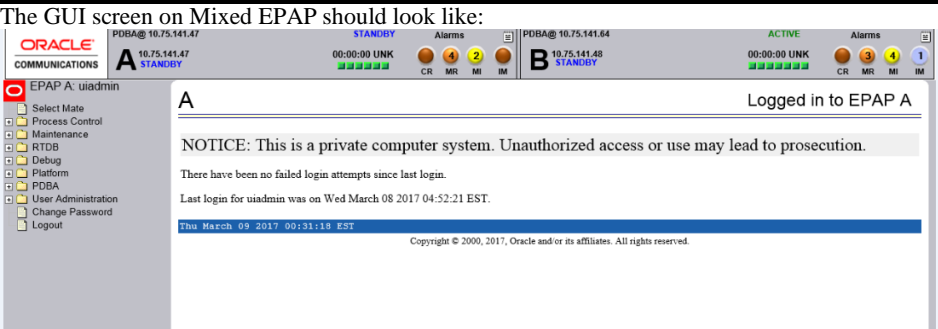 The GUI screen on Mixed EPAP should look like:
ORACLE
COMMUNICATIONS
PDBA@ 10.75.141.47 STANDBY Alarms
A 10.75.141.47 00:00:00 UNK
STANDBY
4 2
CR MR MI IM
PDBA@ 10.75.141.64 ACTIVE Alarms
B 10.75.141.48 00:00:00 UNK
STANDBY
3 4 1
CR MR MI IM
EPAP A: uiadmin
Select Mate
Process Control
Maintenance
RTDB
Debug
Platform
PDBA
User Administration
Change Password
Logout
A Logged in to EPAP A
NOTICE: This is a private computer system. Unauthorized access or use may lead to prosecution.
There have been no failed login attempts since last login.
Last login for uiadmin was on Wed March 08 2017 04:52:21 EST.
Thu March 09 2017 00:31:18 EST
Copyright © 2000, 2017, Oracle and/or its affiliates. All rights reserved.